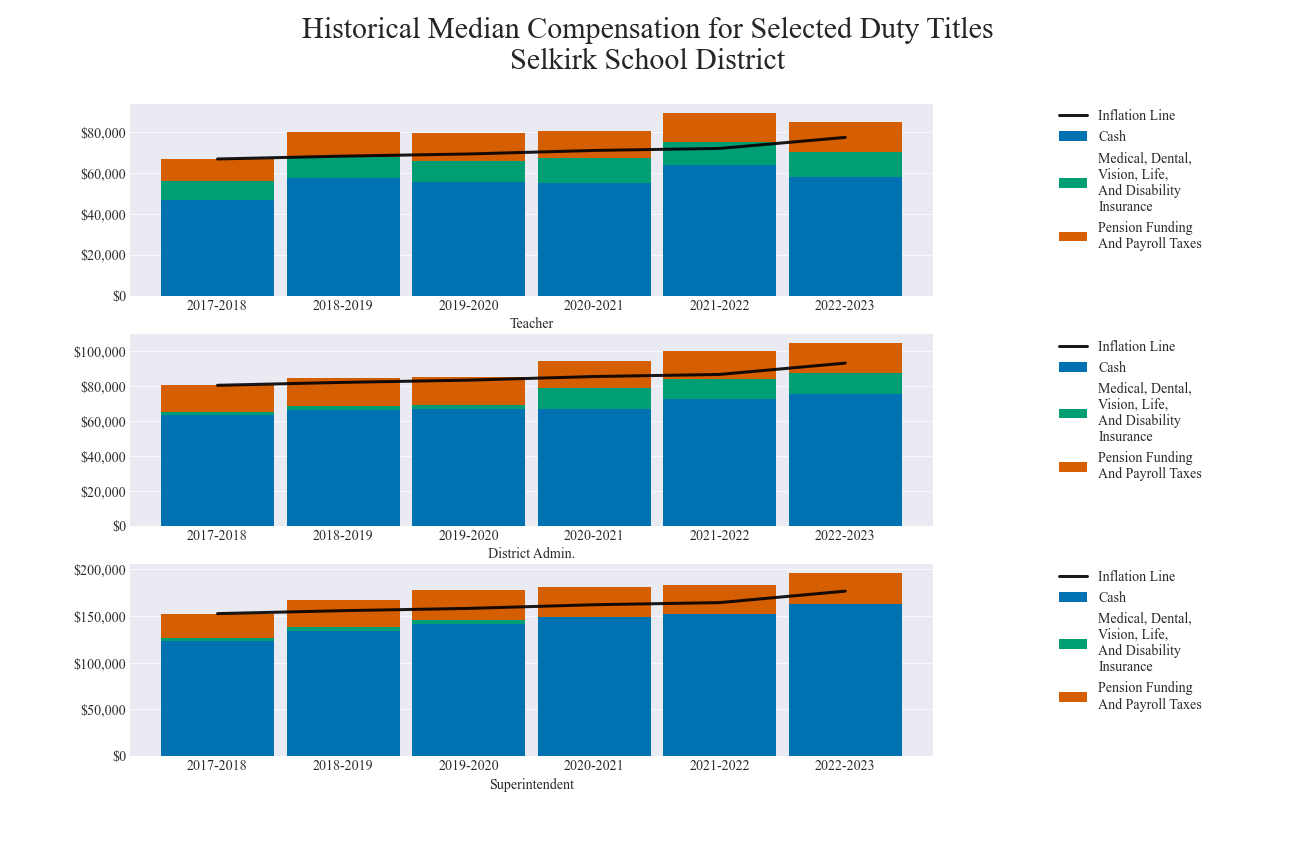 Historical Median Compensation for Selected Duty Titles
Selkirk School District
$80,000
$60,000
$40,000
$20,000
$0
2017-2018 2018-2019 2019-2020 2020-2021 2021-2022 2022-2023
Teacher
Inflation Line
Cash
Medical, Dental,
Vision, Life,
And Disability
Insurance
Pension Funding
And Payroll Taxes
$100,000
$80,000
$60,000
$40,000
$20,000
$0
2017-2018 2018-2019 2019-2020 2020-2021 2021-2022 2022-2023
District Admin.
Inflation Line
Cash
Medical, Dental,
Vision, Life,
And Disability
Insurance
Pension Funding
And Payroll Taxes
$200,000
$150,000
$100,000
$50,000
$0
2017-2018 2018-2019 2019-2020 2020-2021 2021-2022 2022-2023
Superintendent
Inflation Line
Cash
Medical, Dental,
Vision, Life,
And Disability
Insurance
Pension Funding
And Payroll Taxes